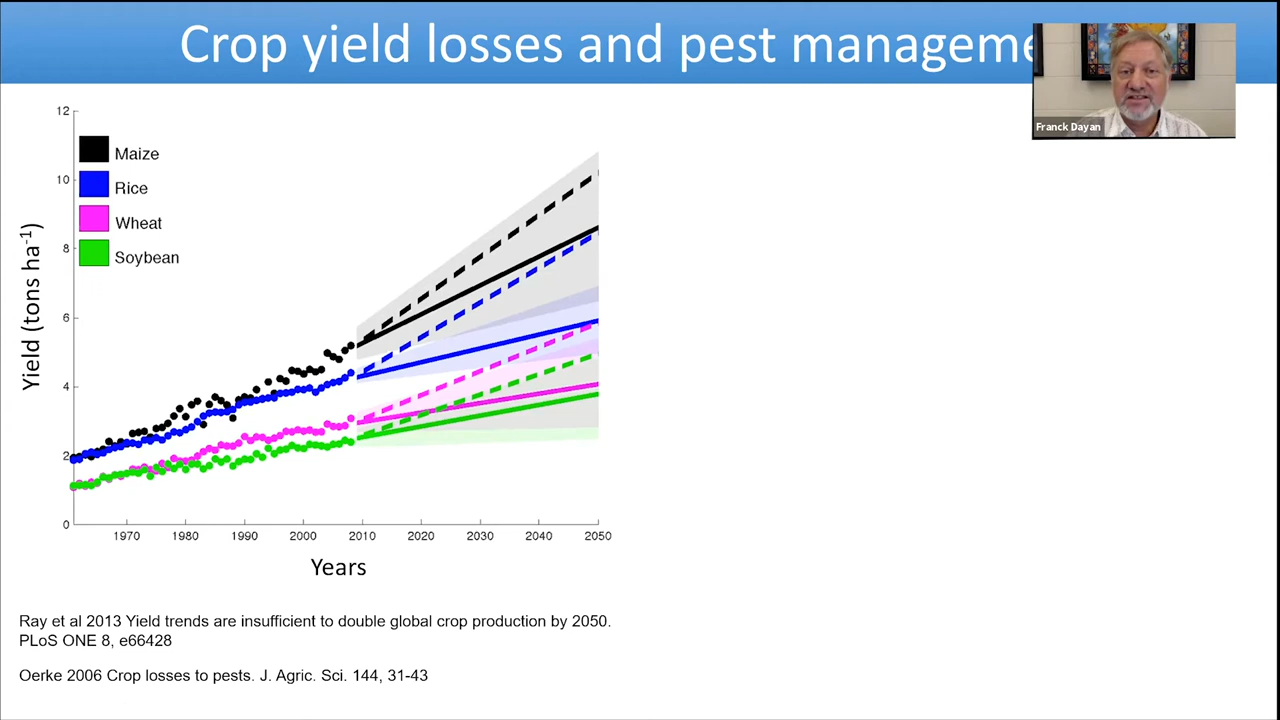 Crop yield losses and pest manageme
Franck Dayan
12
10
8
6
4
2
0
Maize
Rice
Wheat
Soybean
Yield (tons ha-1)
1970 1980 1990 2000 2010 2020 2030 2040 2050
Years
Ray et al 2013 Yield trends are insufficient to double global crop production by 2050.
PLoS ONE 8, e66428
Oerke 2006 Crop losses to pests. J. Agric. Sci. 144, 31-43